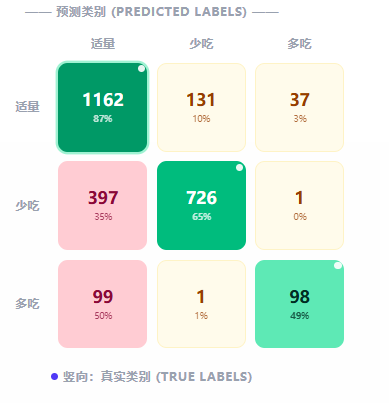 —— 预测类别 (PREDICTED LABELS) ——
适量 少吃 多吃
适量 1162 131 37
87% 10% 3%
少吃 397 726 1
35% 65% 0%
多吃 99 1 98
50% 1% 49%
竖向：真实类别 (TRUE LABELS)